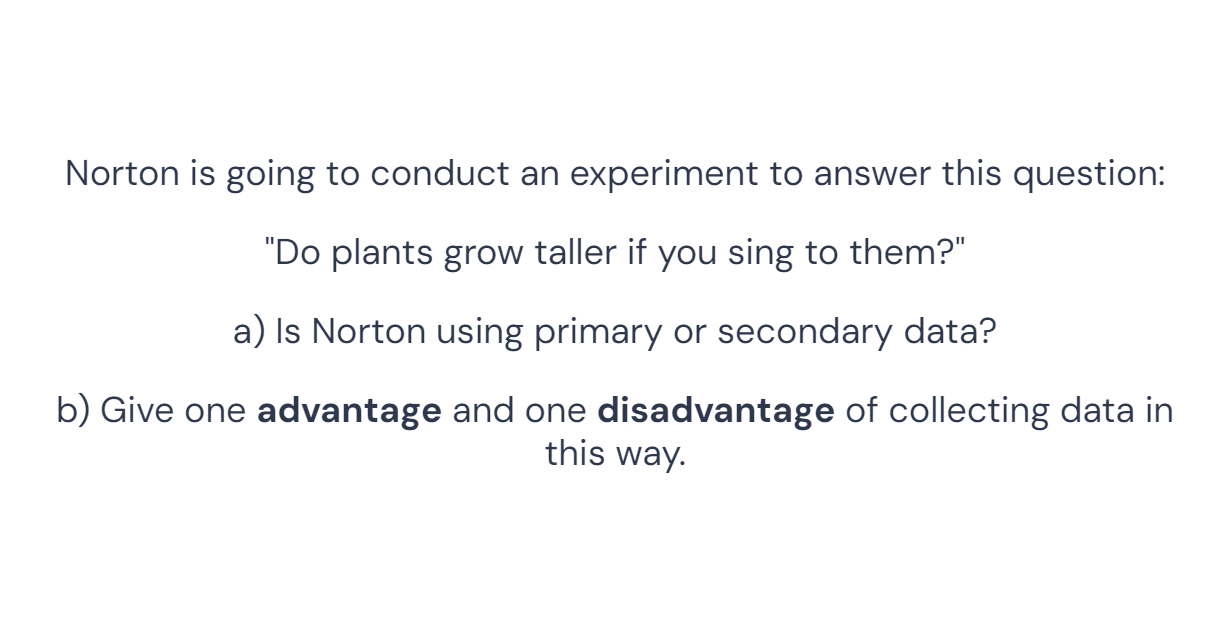 Norton is going to conduct an experiment to answer this question:
"Do plants grow taller if you sing to them?"
a) Is Norton using primary or secondary data?
b) Give one advantage and one disadvantage of collecting data in
this way.